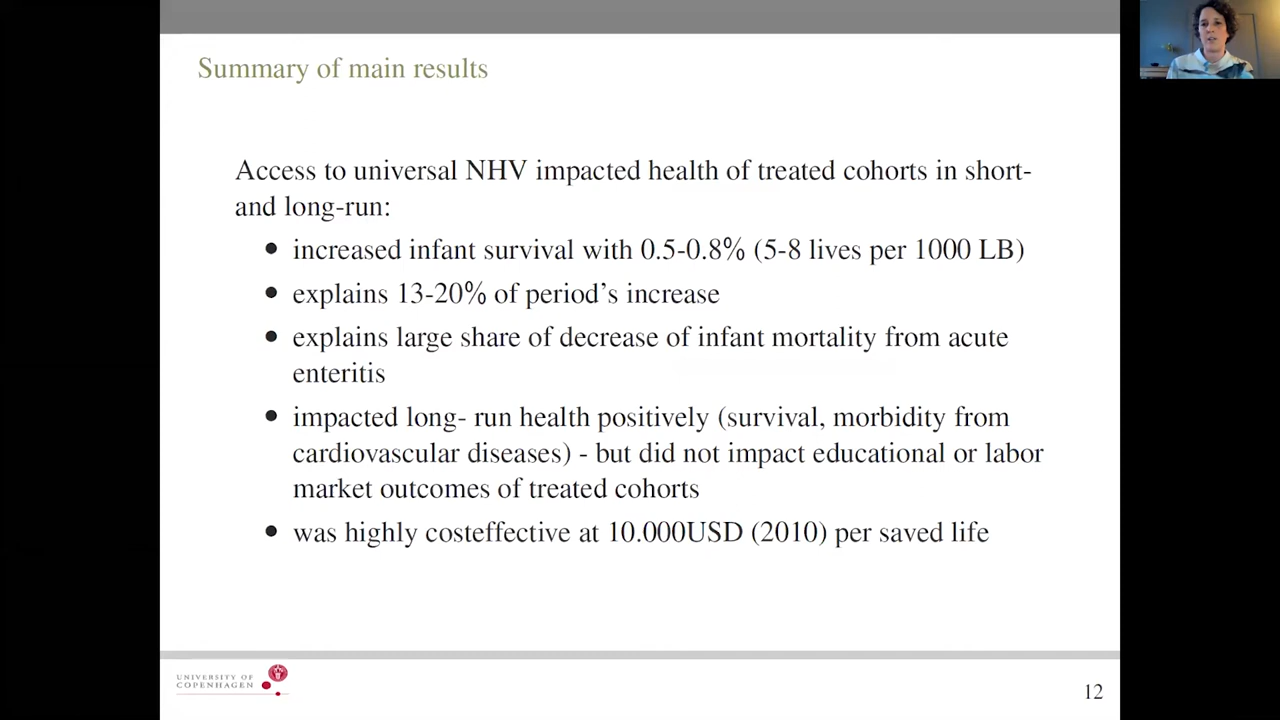 Summary of main results
Access to universal NHV impacted health of treated cohorts in short-
and long-run:
• increased infant survival with 0.5-0.8% (5-8 lives per 1000 LB)
• explains 13-20% of period's increase
• explains large share of decrease of infant mortality from acute
enteritis
• impacted long- run health positively (survival, morbidity from
cardiovascular diseases) - but did not impact educational or labor
market outcomes of treated cohorts
• was highly costeffective at 10.000USD (2010) per saved life
UNIVERSITY OF
COPENHAGEN
12